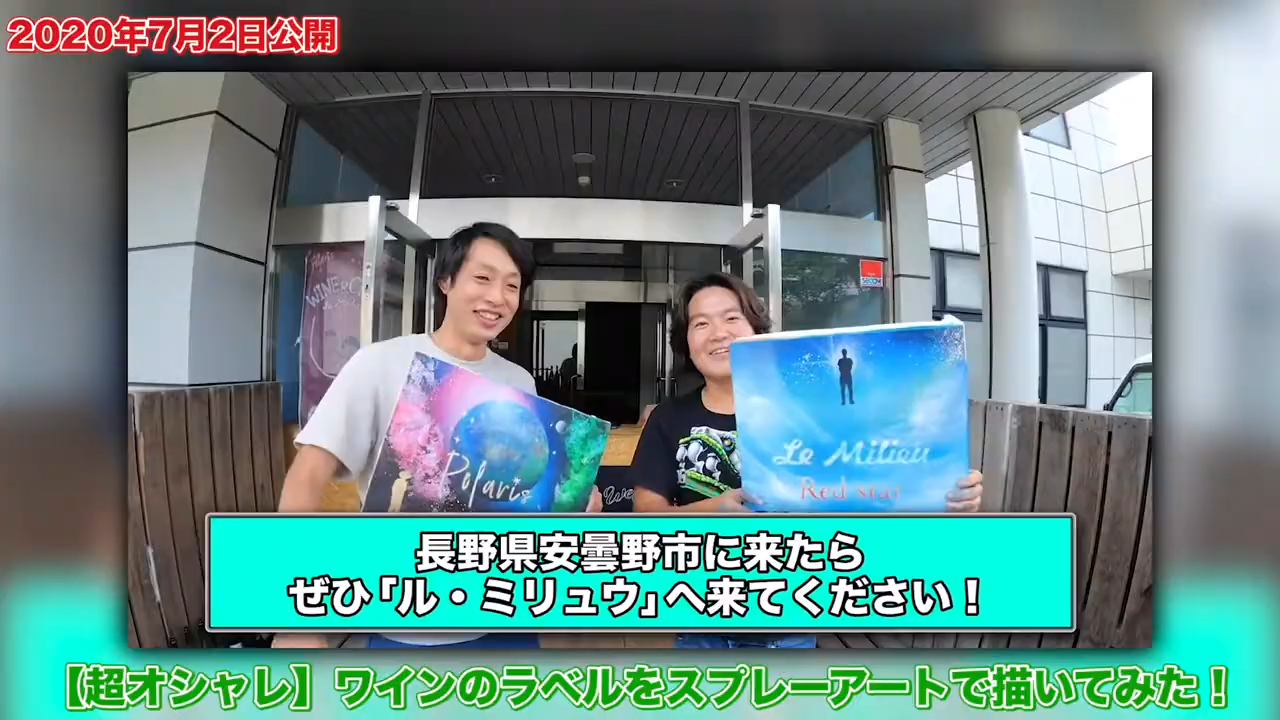 2020年7月2日公開
WINE
SECOM
Polaris
Le Milieu
Red star
長野県安曇野市に来たら
ぜひ「ル・ミリュウ」へ来てください！
【超オシャレ】ワインのラベルをスプレーアートで描いてみた！